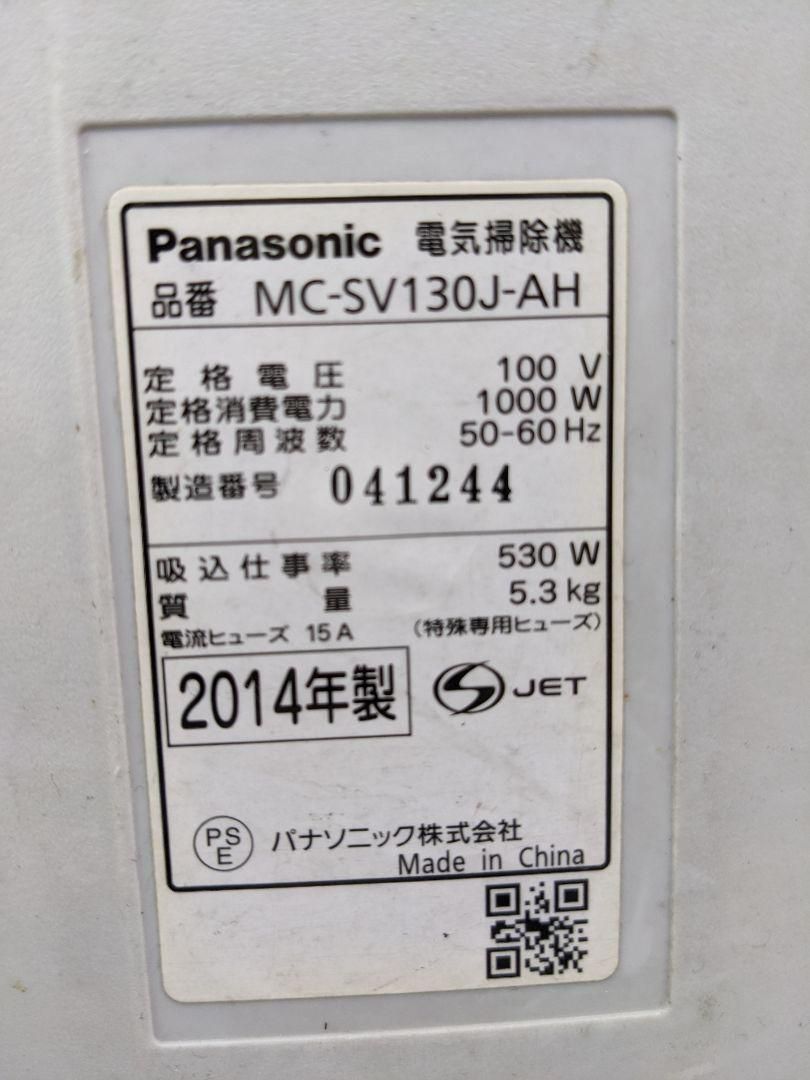 Panasonic 電気掃除機
品番 MC-SV130J-AH
定格電圧 100 V
定格消費電力 1000 W
定格周波数 50-60 Hz
製造番号 041244
吸込仕事率 530 W
質量 5.3 kg
電流ヒューズ 15A (特殊専用ヒューズ)
2014年製 S JET
PS
E パナソニック株式会社
Made in China